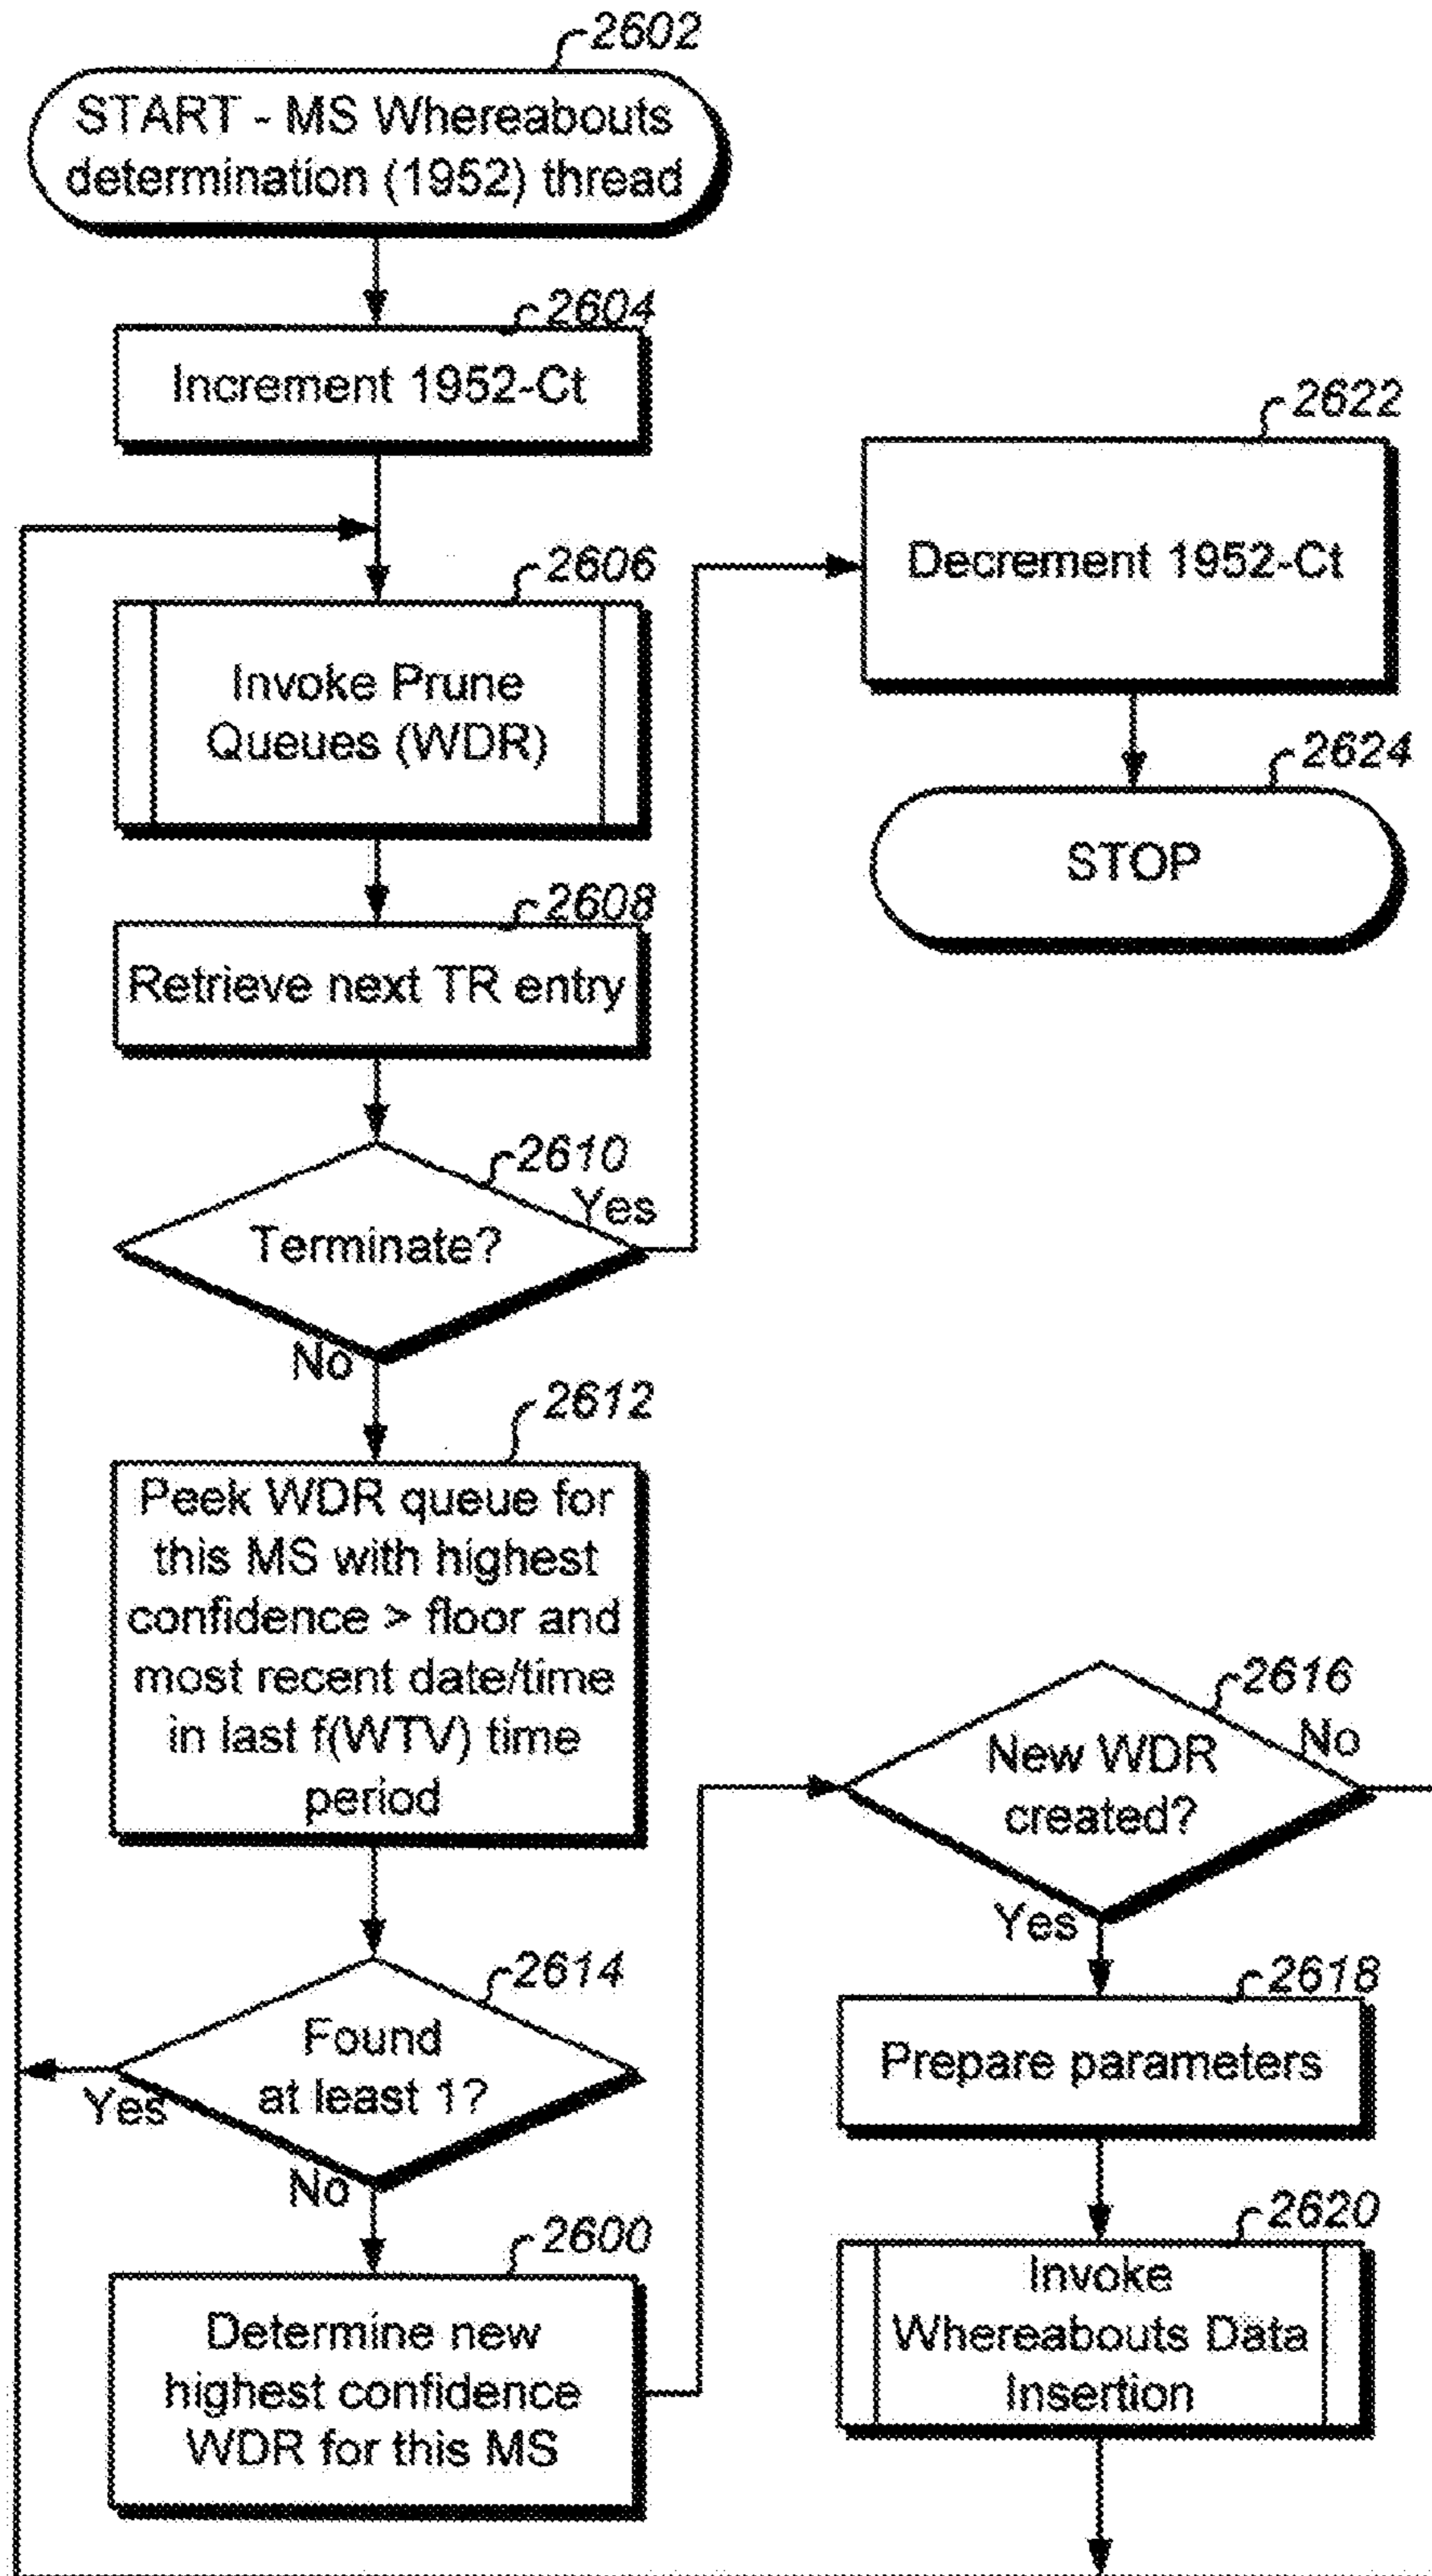 2602
START - MS Whereabouts
determination (1952) thread
2604
Increment 1952-Ct
2606
Invoke Prune
Queues (WDR)
2608
Retrieve next TR entry
2610
Yes
Terminate?
No
2622
Decrement 1952-Ct
2624
STOP
2612
Peek WDR queue for
this MS with highest
confidence > floor and
most recent date/time
in last f(WTV) time
period
2614
Found
at least 1?
Yes
No
2600
Determine new
highest confidence
WDR for this MS
2616
No
New WDR
created?
Yes
2618
Prepare parameters
2620
Invoke
Whereabouts Data
Insertion